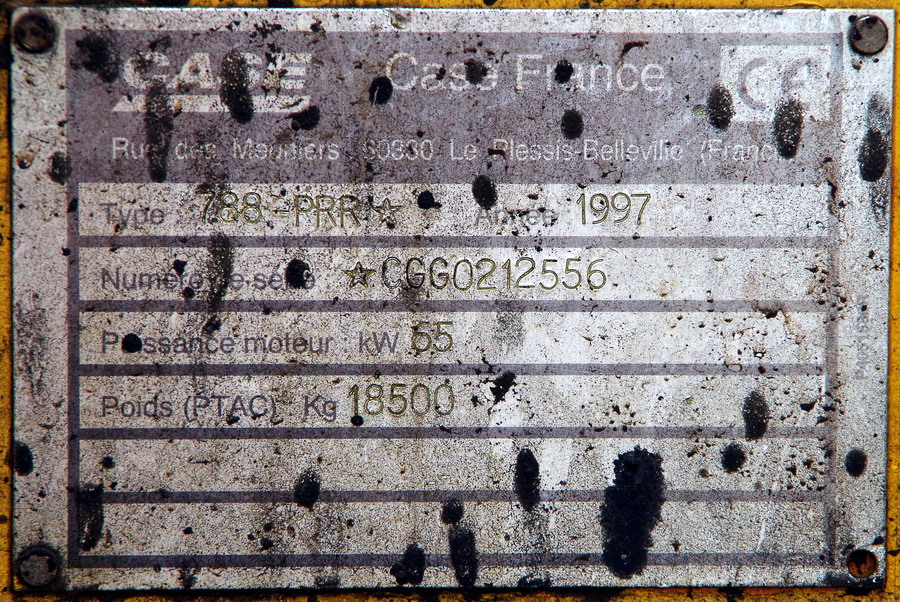 CASE Case France CE
Rue des Meuniers 60330 Le Plessis-Belleville (France)
Type 788-PRR☆ Année 1997
Numéro de série ☆CGG0212556
Puissance moteur kW 65
Poids (PTAC) Kg 18500